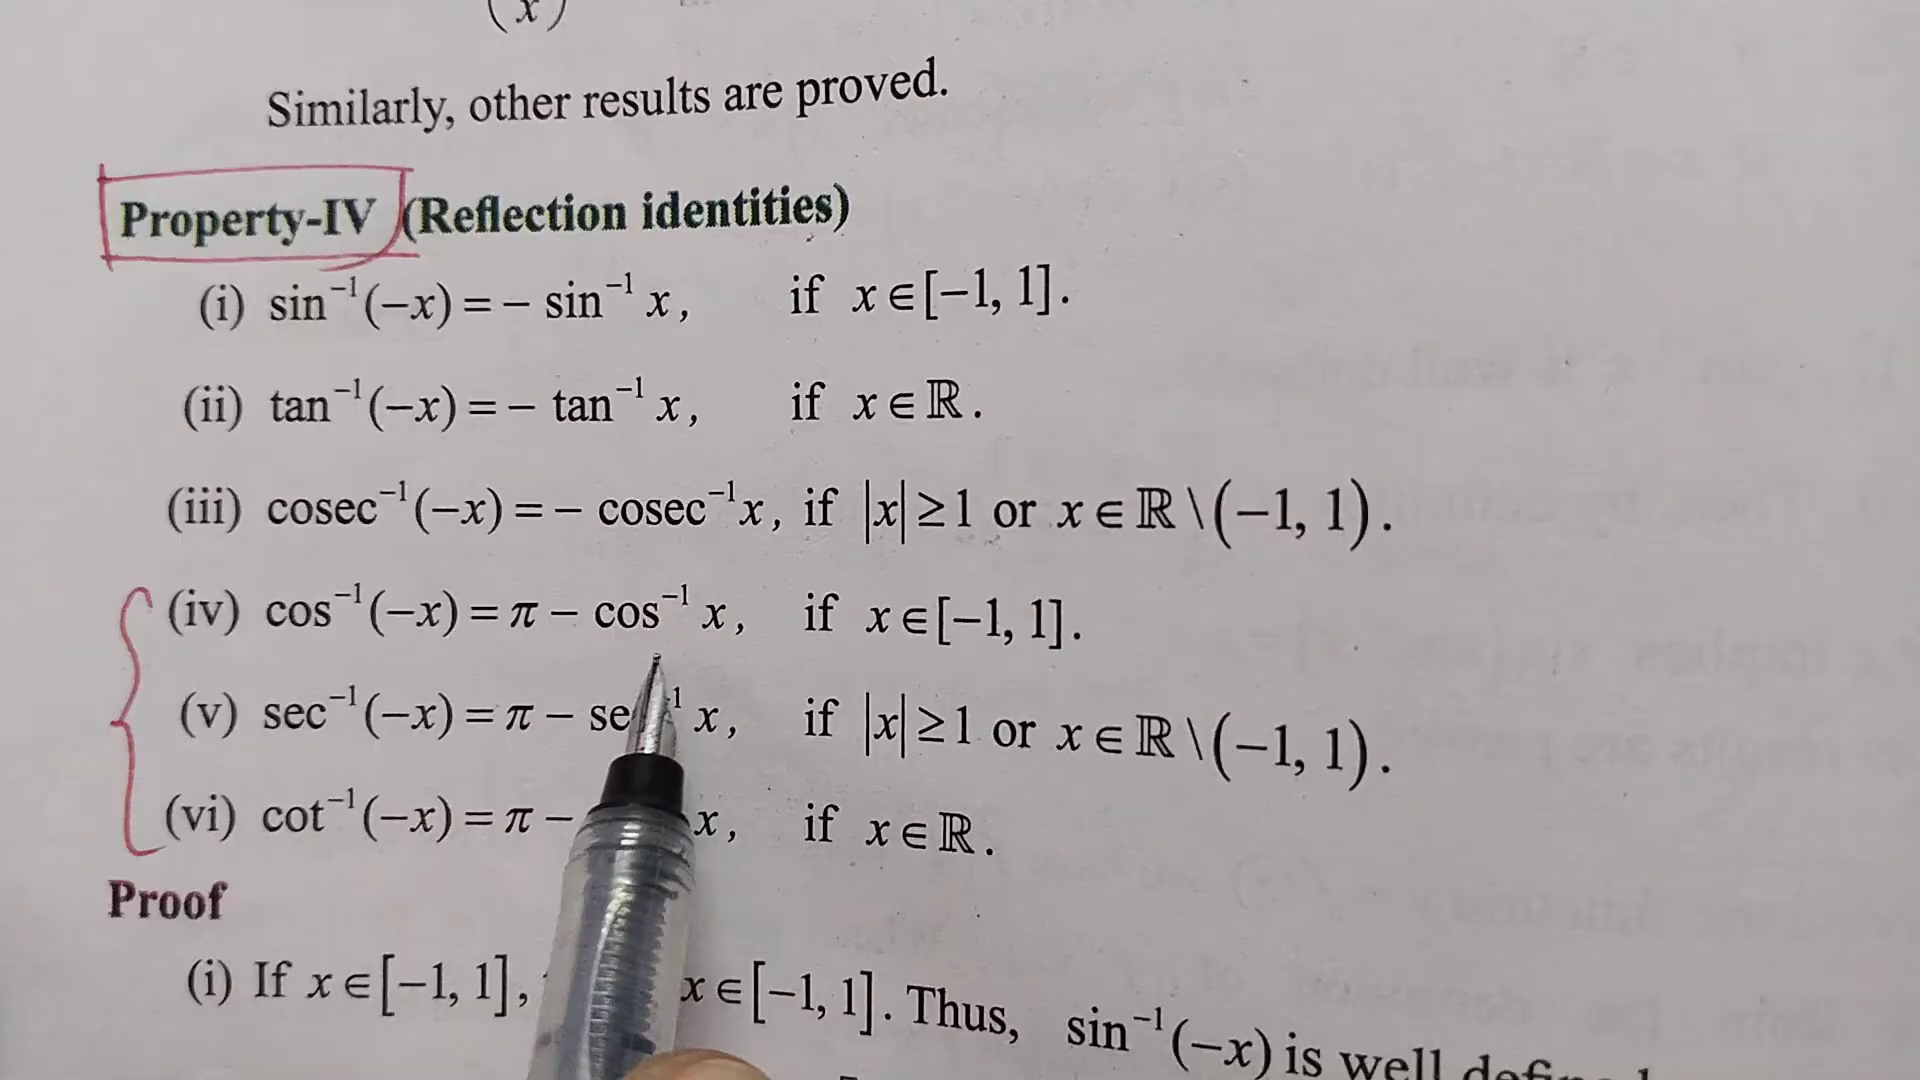 (x)
Similarly, other results are proved.
Property-IV (Reflection identities)
(i) sin⁻¹(−x) = − sin⁻¹ x, if x ∈ [−1, 1].
(ii) tan⁻¹(−x) = − tan⁻¹ x, if x ∈ ℝ.
(iii) cosec⁻¹(−x) = − cosec⁻¹x, if |x| ≥ 1 or x ∈ ℝ \ (−1, 1).
(iv) cos⁻¹(−x) = π − cos⁻¹ x, if x ∈ [−1, 1].
(v) sec⁻¹(−x) = π − se ⁻¹ x, if |x| ≥ 1 or x ∈ ℝ \ (−1, 1).
(vi) cot⁻¹(−x) = π − x, if x ∈ ℝ.
Proof
(i) If x ∈ [−1, 1], x ∈ [−1, 1]. Thus, sin⁻¹(−x) is well